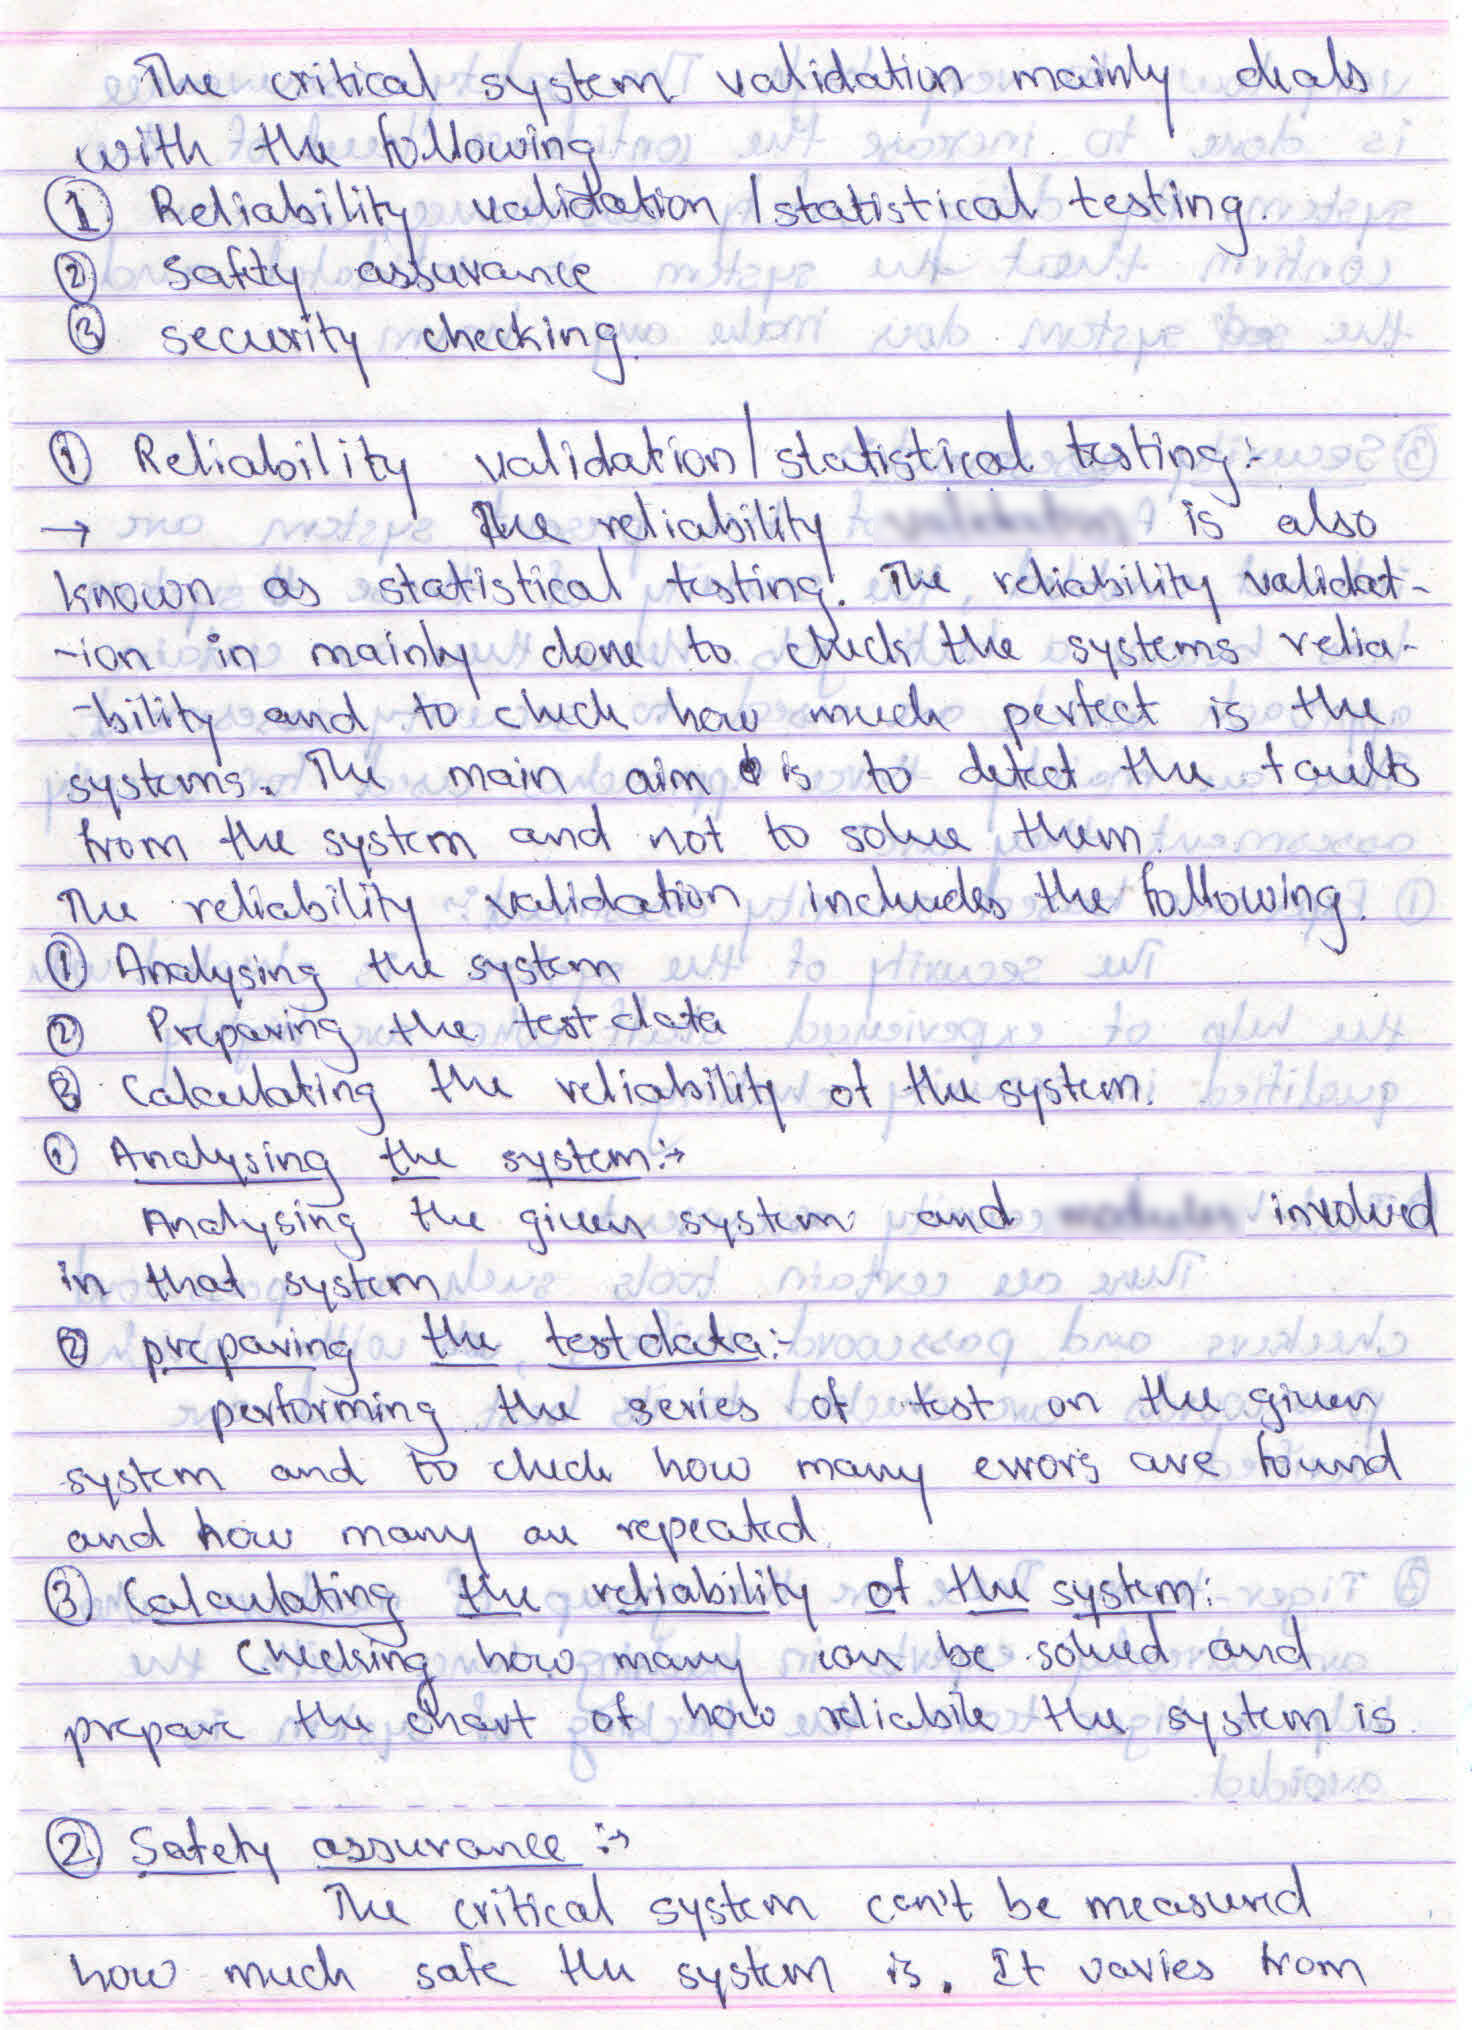 The critical system validation mainly deals
with the following
① Reliability validation / statistical testing.
② Safety assurance
③ security checking.
① Reliability validation/statistical testing:-
→ The reliability is also
known as statistical testing. The reliability validat-
-ion in mainly done to check the systems relia-
-bility and to check how much perfect is the
systems. The main aim is to detect the faults
from the system and not to solve them.
The reliability validation includes the following.
① Analysing the system
② Preparing the test data
③ Calculating the reliability of the system.
① Analysing the system:→
Analysing the given system and involved
in that system
② preparing the test data:-
performing the series of test on the given
system and to check how many errors are found
and how many are repeated.
③ Calculating the reliability of the system:
Checking how many can be solved and
prepare the chart of how reliable the system is.
② Safety assurance :→
The critical system can't be measured
how much safe the system is. It varies from